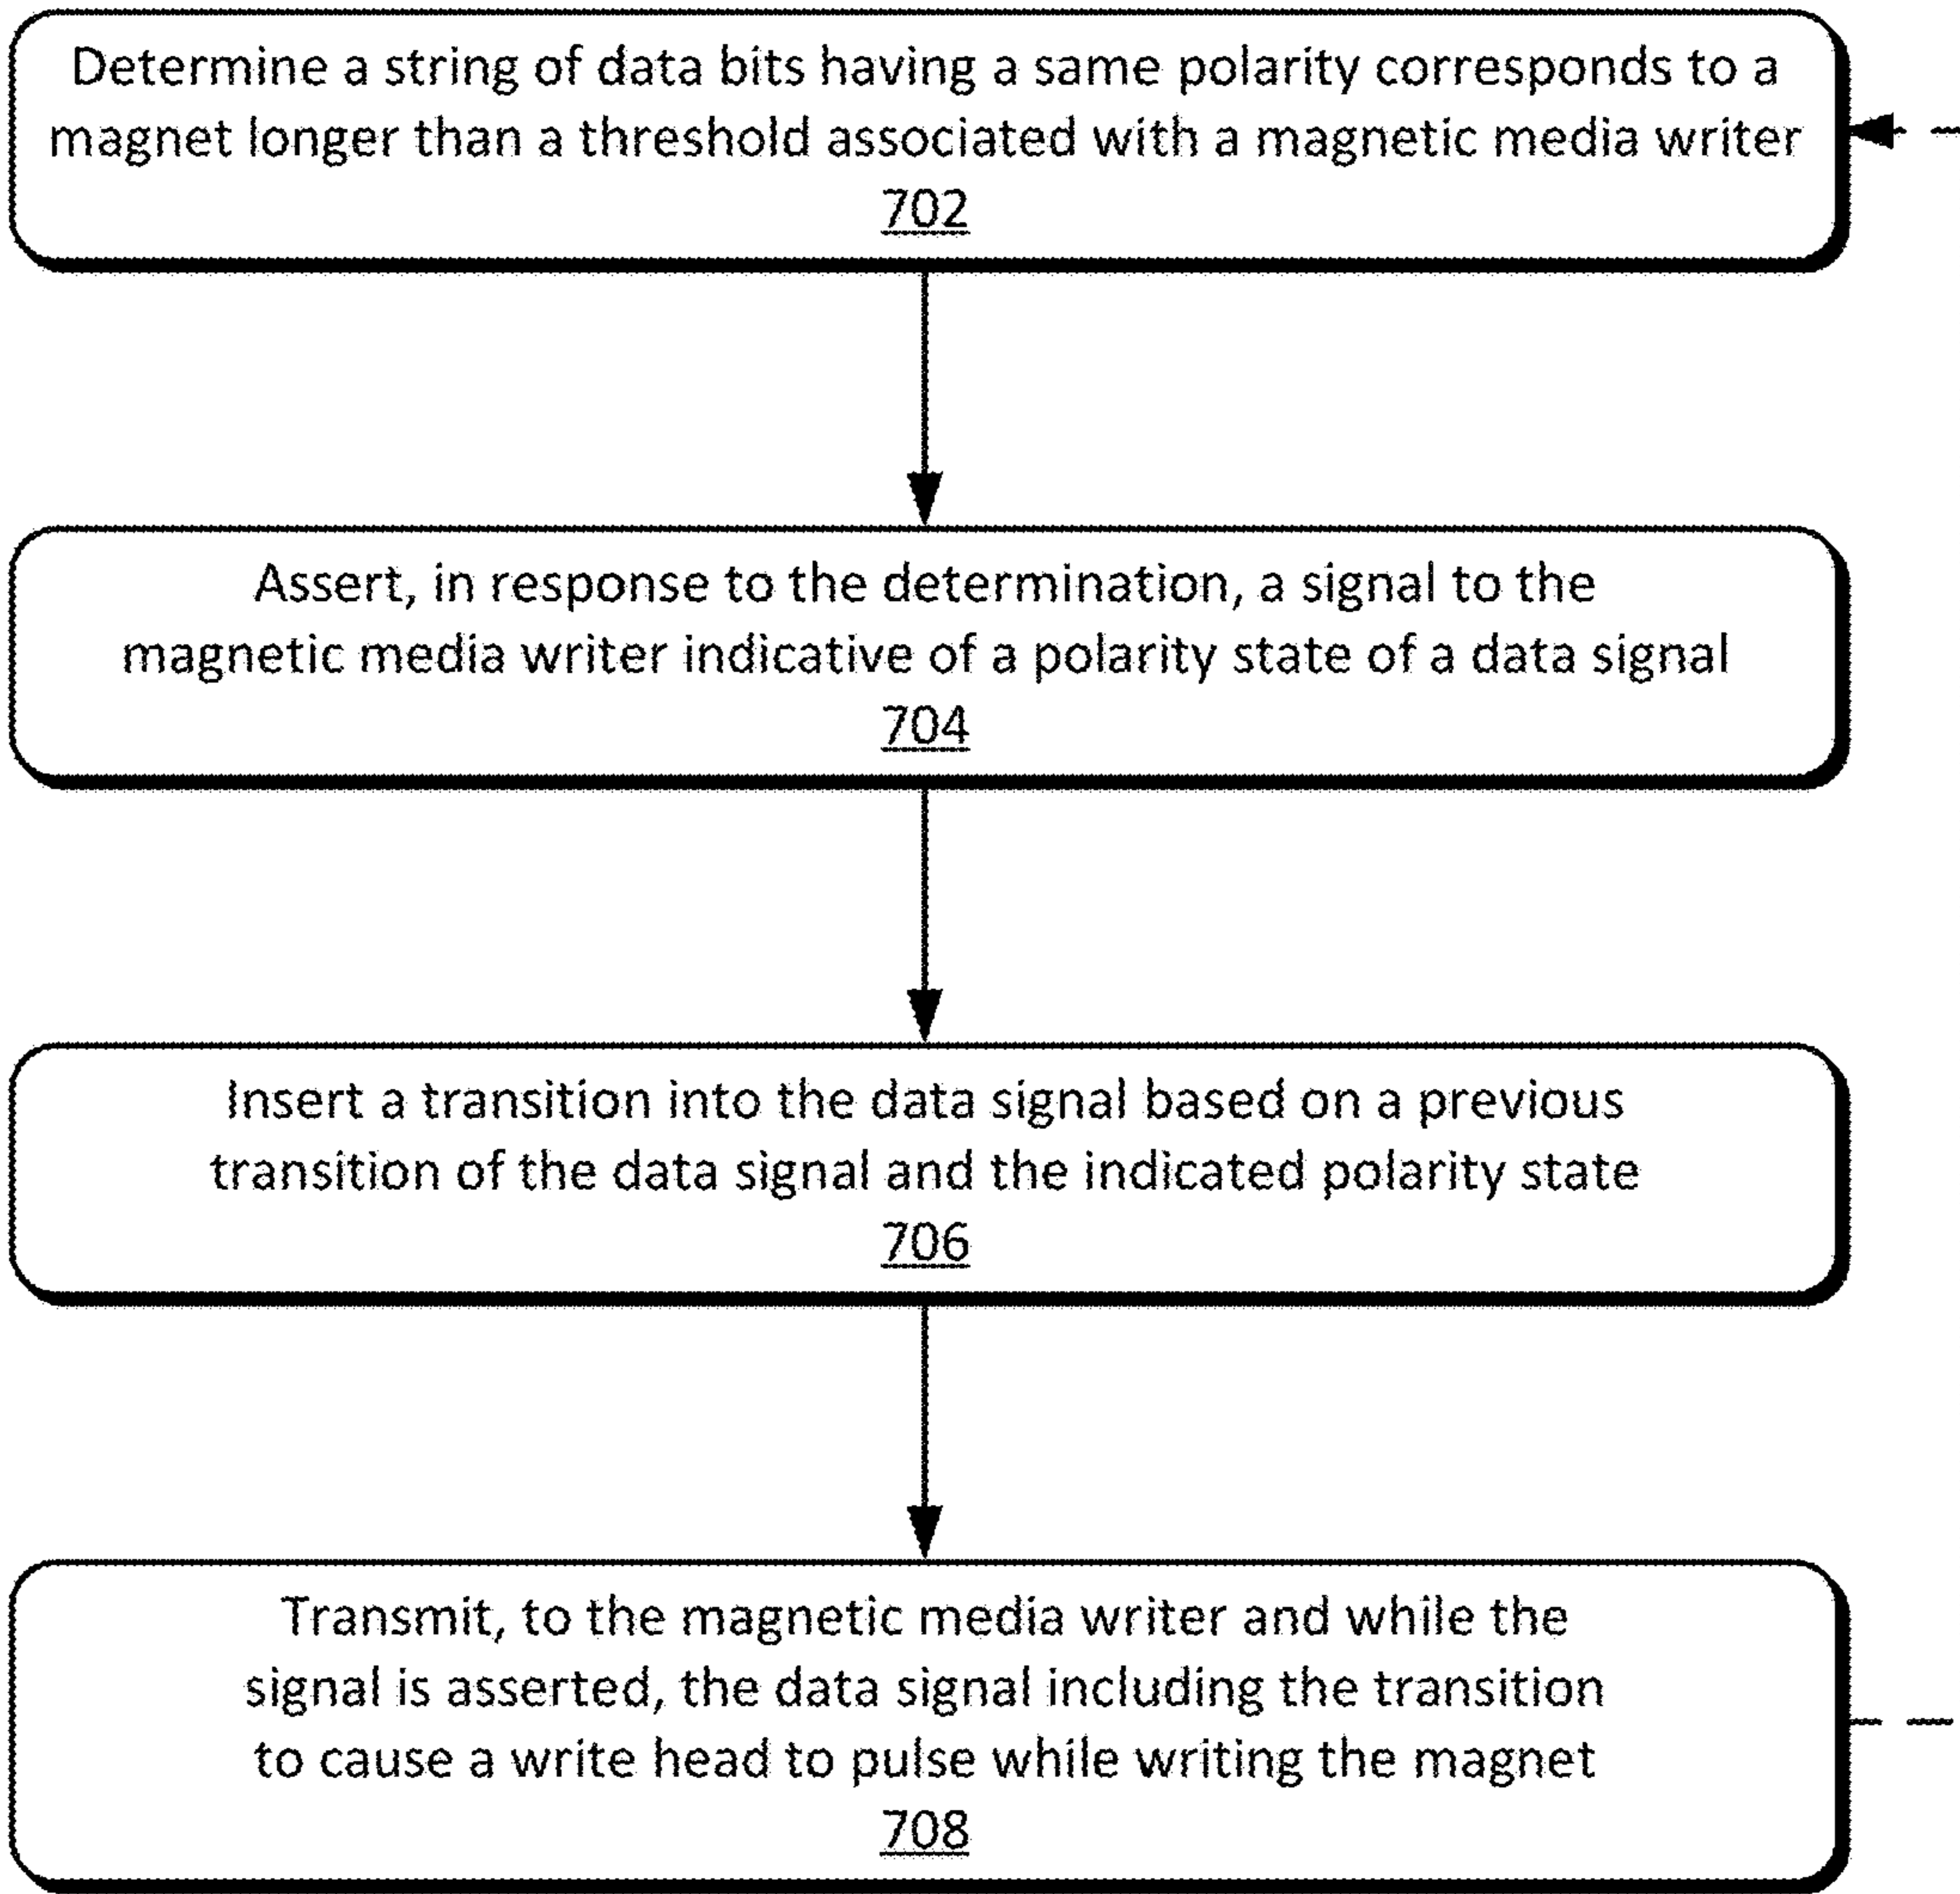 Determine a string of data bits having a same polarity corresponds to a
magnet longer than a threshold associated with a magnetic media writer
702
Assert, in response to the determination, a signal to the
magnetic media writer indicative of a polarity state of a data signal
704
Insert a transition into the data signal based on a previous
transition of the data signal and the indicated polarity state
706
Transmit, to the magnetic media writer and while the
signal is asserted, the data signal including the transition
to cause a write head to pulse while writing the magnet
708